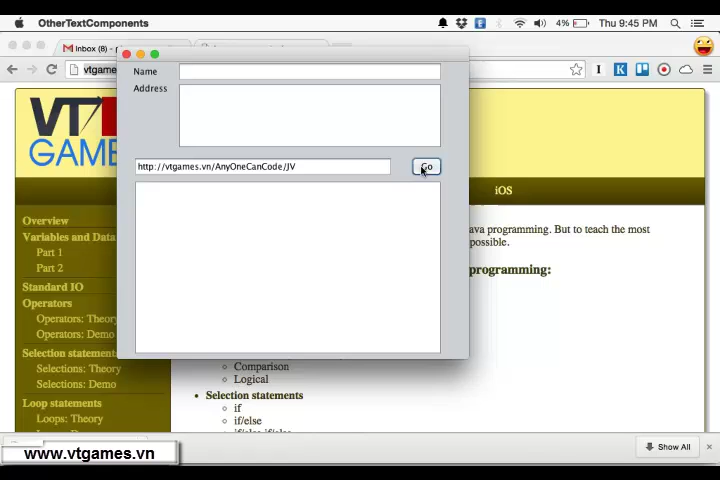 OtherTextComponents
4%
Thu 9:45 PM
Inbox (8)
vtgames
Name
Address
http://vtgames.vn/AnyOneCanCode/JV
Go
VT
GAME
iOS
Overview
Variables and Data
Part 1
Part 2
Standard IO
Operators
Operators: Theory
Operators: Demo
Selection statements
Selections: Theory
Selections: Demo
Loop statements
Loops: Theory
ava programming. But to teach the most
possible.
programming:
Comparison
Logical
Selection statements
if
if/else
Show All
www.vtgames.vn